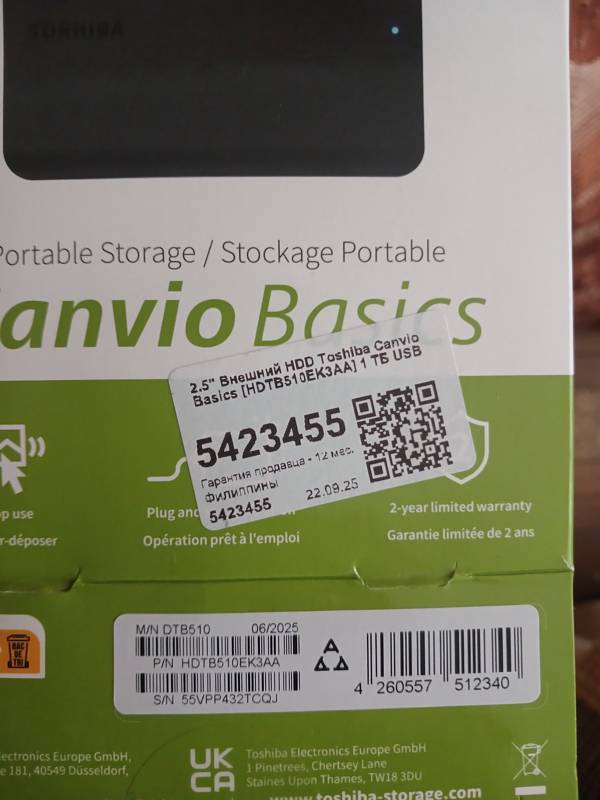 TOSHIBA
Portable Storage / Stockage Portable
anvio Basics
2.5" Внешний HDD Toshiba Canvio
Basics [HDTB510EK3AA] 1 ТБ USB
5423455
Гарантия продавца - 12 мес.
Филиппины
5423455
22.09.25
p use
r-déposer
Plug and
Opération prêt à l'emploi
2-year limited warranty
Garantie limitée de 2 ans
M/N DTB510 06/2025
P/N HDTB510EK3AA
S/N 55VPP432TCQJ
4 260557 512340
BAC
DE
TRI
ectronics Europe GmbH,
e 181, 40549 Düsseldorf,
UK
CA
Toshiba Electronics Europe GmbH
1 Pinetrees, Chertsey Lane
Staines Upon Thames, TW18 3DU
www.toshiba-storage.com